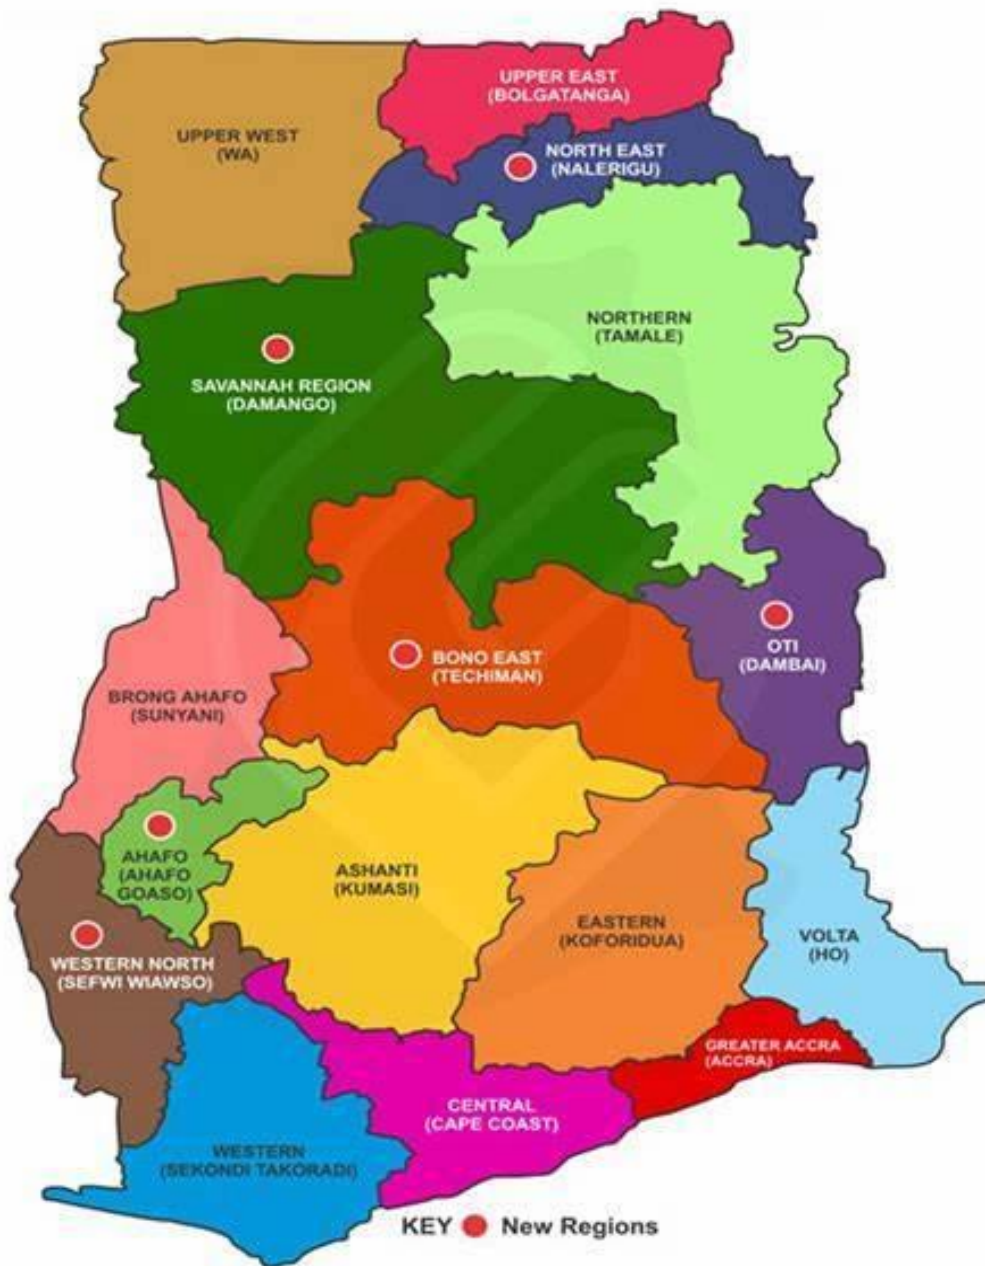 UPPER EAST
(BOLGATANGA)
UPPER WEST
(WA)
NORTH EAST
(NALERIGU)
NORTHERN
(TAMALE)
SAVANNAH REGION
(DAMANGO)
OTI
(DAMBAI)
BONO EAST
(TECHIMAN)
BRONG AHAFO
(SUNYANI)
AHAFO
(AHAFO
GOASO)
ASHANTI
(KUMASI)
EASTERN
(KOFORIDUA)
VOLTA
(HO)
WESTERN NORTH
(SEFWI WIAWSO)
GREATER ACCRA
(ACCRA)
CENTRAL
(CAPE COAST)
WESTERN
(SEKONDI TAKORADI)
KEY New Regions